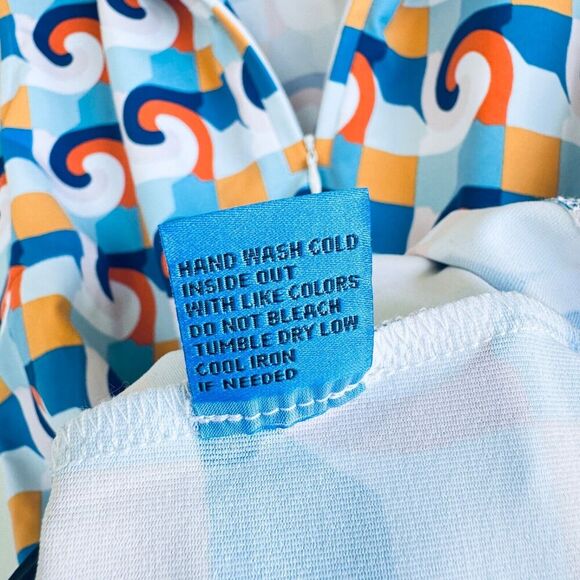 HAND WASH COLD
INSIDE OUT
WITH LIKE COLORS
DO NOT BLEACH
TUMBLE DRY LOW
COOL IRON
IF NEEDED